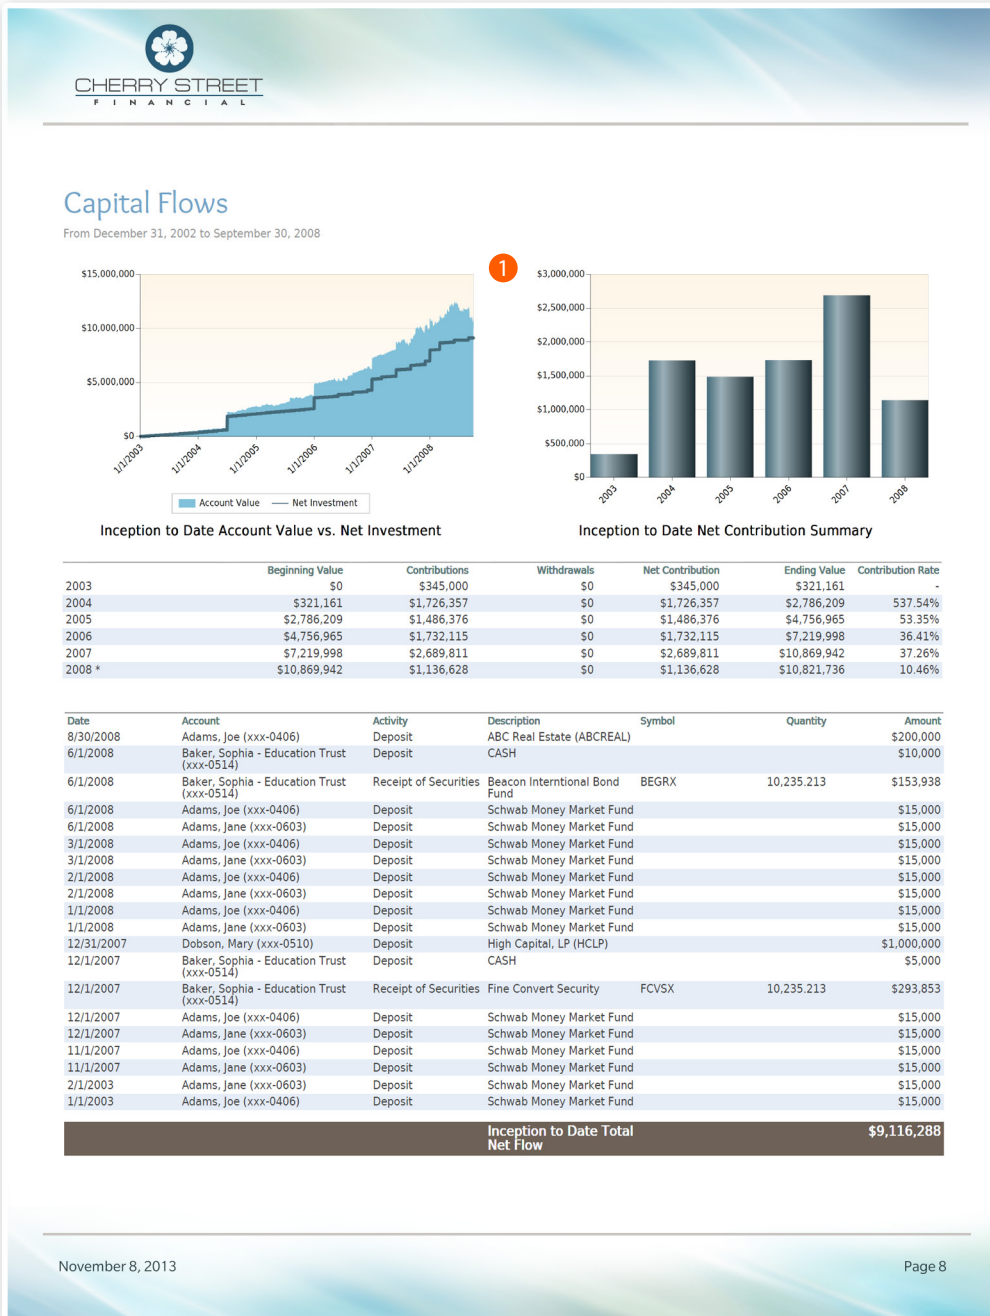 CHERRY STREET
FINANCIAL
Capital Flows
From December 31, 2002 to September 30, 2008
1
$15,000,000
$10,000,000
$5,000,000
$0
1/1/2003
1/1/2004
1/1/2005
1/1/2006
1/1/2007
1/1/2008
Account Value Net Investment
Inception to Date Account Value vs. Net Investment
$3,000,000
$2,500,000
$2,000,000
$1,500,000
$1,000,000
$500,000
$0
2003
2004
2005
2006
2007
2008
Inception to Date Net Contribution Summary
Beginning Value Contributions Withdrawals Net Contribution Ending Value Contribution Rate
2003 $0 $345,000 $0 $345,000 $321,161 -
2004 $321,161 $1,726,357 $0 $1,726,357 $2,786,209 537.54%
2005 $2,786,209 $1,486,376 $0 $1,486,376 $4,756,965 53.35%
2006 $4,756,965 $1,732,115 $0 $1,732,115 $7,219,998 36.41%
2007 $7,219,998 $2,689,811 $0 $2,689,811 $10,869,942 37.26%
2008 * $10,869,942 $1,136,628 $0 $1,136,628 $10,821,736 10.46%
Date Account Activity Description Symbol Quantity Amount
8/30/2008 Adams, Joe (xxx-0406) Deposit ABC Real Estate (ABCREAL) $200,000
6/1/2008 Baker, Sophia - Education Trust Deposit CASH $10,000
(xxx-0514)
6/1/2008 Baker, Sophia - Education Trust Receipt of Securities Beacon Interntional Bond BEGRX 10,235.213 $153,938
(xxx-0514) Fund
6/1/2008 Adams, Joe (xxx-0406) Deposit Schwab Money Market Fund $15,000
6/1/2008 Adams, Jane (xxx-0603) Deposit Schwab Money Market Fund $15,000
3/1/2008 Adams, Joe (xxx-0406) Deposit Schwab Money Market Fund $15,000
3/1/2008 Adams, Jane (xxx-0603) Deposit Schwab Money Market Fund $15,000
2/1/2008 Adams, Joe (xxx-0406) Deposit Schwab Money Market Fund $15,000
2/1/2008 Adams, Jane (xxx-0603) Deposit Schwab Money Market Fund $15,000
1/1/2008 Adams, Joe (xxx-0406) Deposit Schwab Money Market Fund $15,000
1/1/2008 Adams, Jane (xxx-0603) Deposit Schwab Money Market Fund $15,000
12/31/2007 Dobson, Mary (xxx-0510) Deposit High Capital, LP (HCLP) $1,000,000
12/1/2007 Baker, Sophia - Education Trust Deposit CASH $5,000
(xxx-0514)
12/1/2007 Baker, Sophia - Education Trust Receipt of Securities Fine Convert Security FCVSX 10,235.213 $293,853
(xxx-0514)
12/1/2007 Adams, Joe (xxx-0406) Deposit Schwab Money Market Fund $15,000
12/1/2007 Adams, Jane (xxx-0603) Deposit Schwab Money Market Fund $15,000
11/1/2007 Adams, Joe (xxx-0406) Deposit Schwab Money Market Fund $15,000
11/1/2007 Adams, Jane (xxx-0603) Deposit Schwab Money Market Fund $15,000
2/1/2003 Adams, Jane (xxx-0603) Deposit Schwab Money Market Fund $15,000
1/1/2003 Adams, Joe (xxx-0406) Deposit Schwab Money Market Fund $15,000
Inception to Date Total $9,116,288
Net Flow
November 8, 2013 Page 8